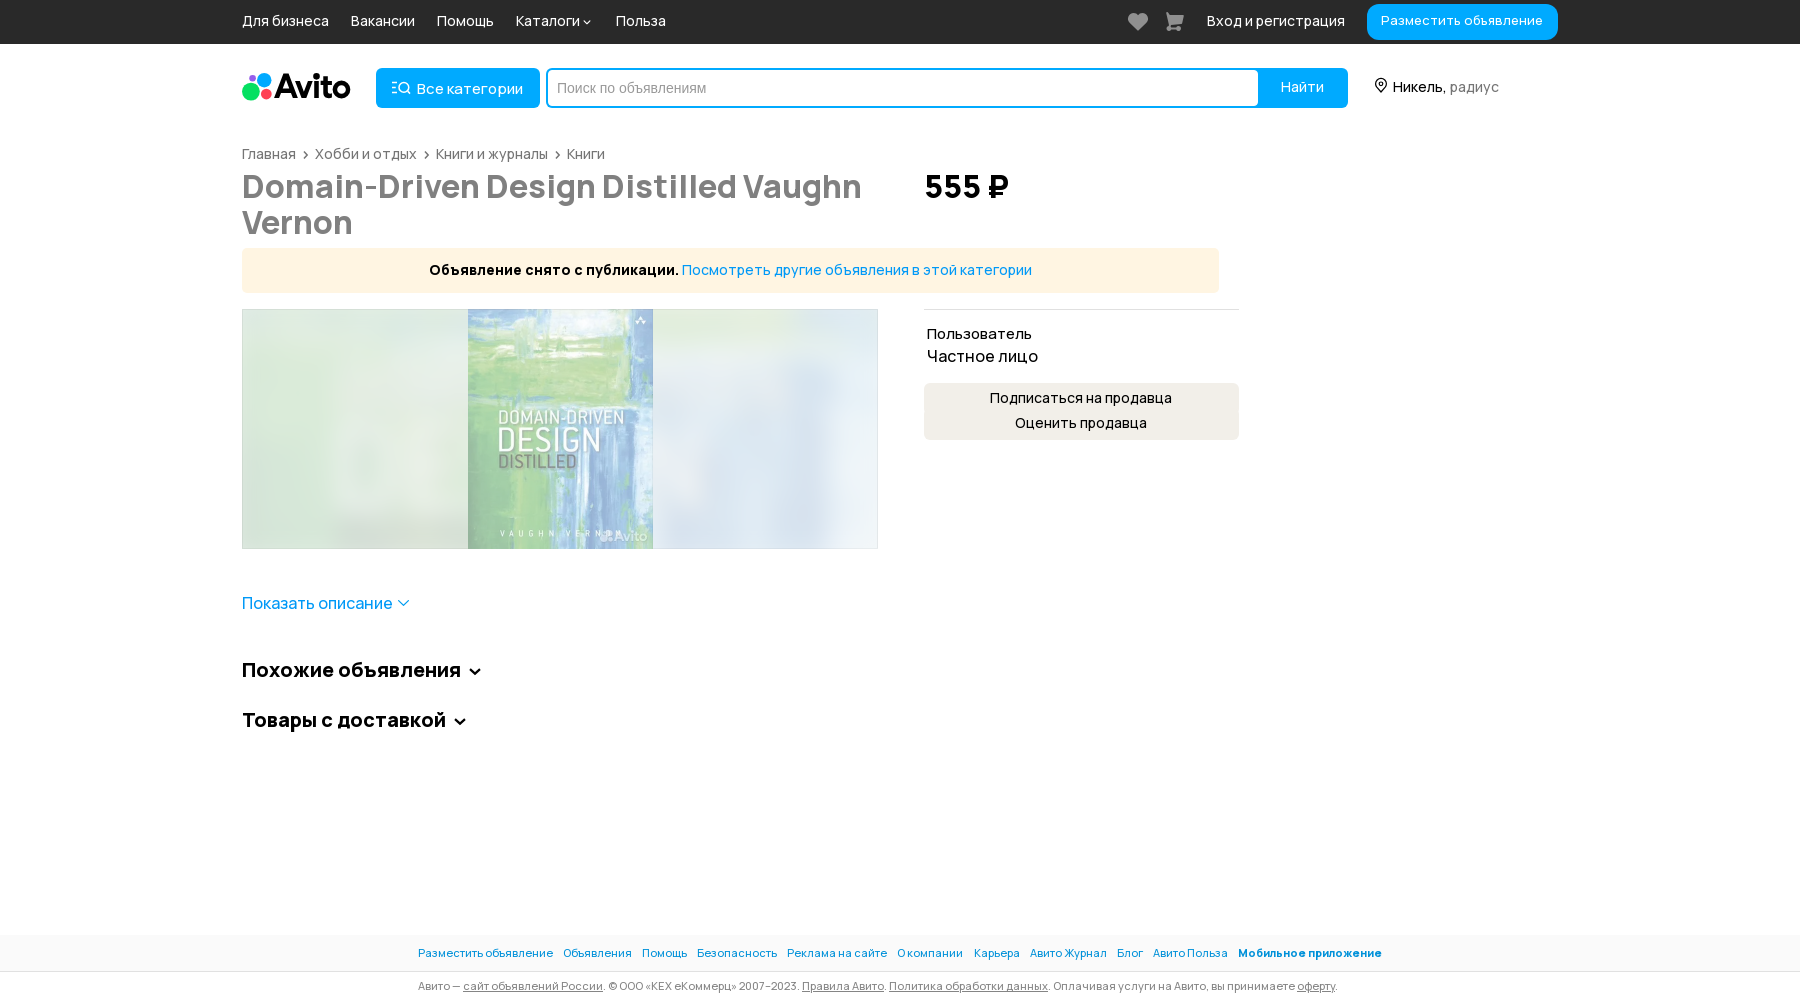 Для бизнеса Вакансии Помощь Каталоги Польза Вход и регистрация Разместить объявление
Avito Все категории Поиск по объявлениям Найти Никель, радиус
Главная › Хобби и отдых › Книги и журналы › Книги
Domain-Driven Design Distilled Vaughn
Vernon
555 ₽
Объявление снято с публикации. Посмотреть другие объявления в этой категории
DOMAIN-DRIVEN
DESIGN
DISTILLED
VAUGHN VERNON
Avito
Пользователь
Частное лицо
Подписаться на продавца
Оценить продавца
Показать описание
Похожие объявления
Товары с доставкой
Разместить объявление Объявления Помощь Безопасность Реклама на сайте О компании Карьера Авито Журнал Блог Авито Польза Мобильное приложение
Авито — сайт объявлений России. © ООО «КЕХ еКоммерц» 2007–2023. Правила Авито. Политика обработки данных. Оплачивая услуги на Авито, вы принимаете оферту.